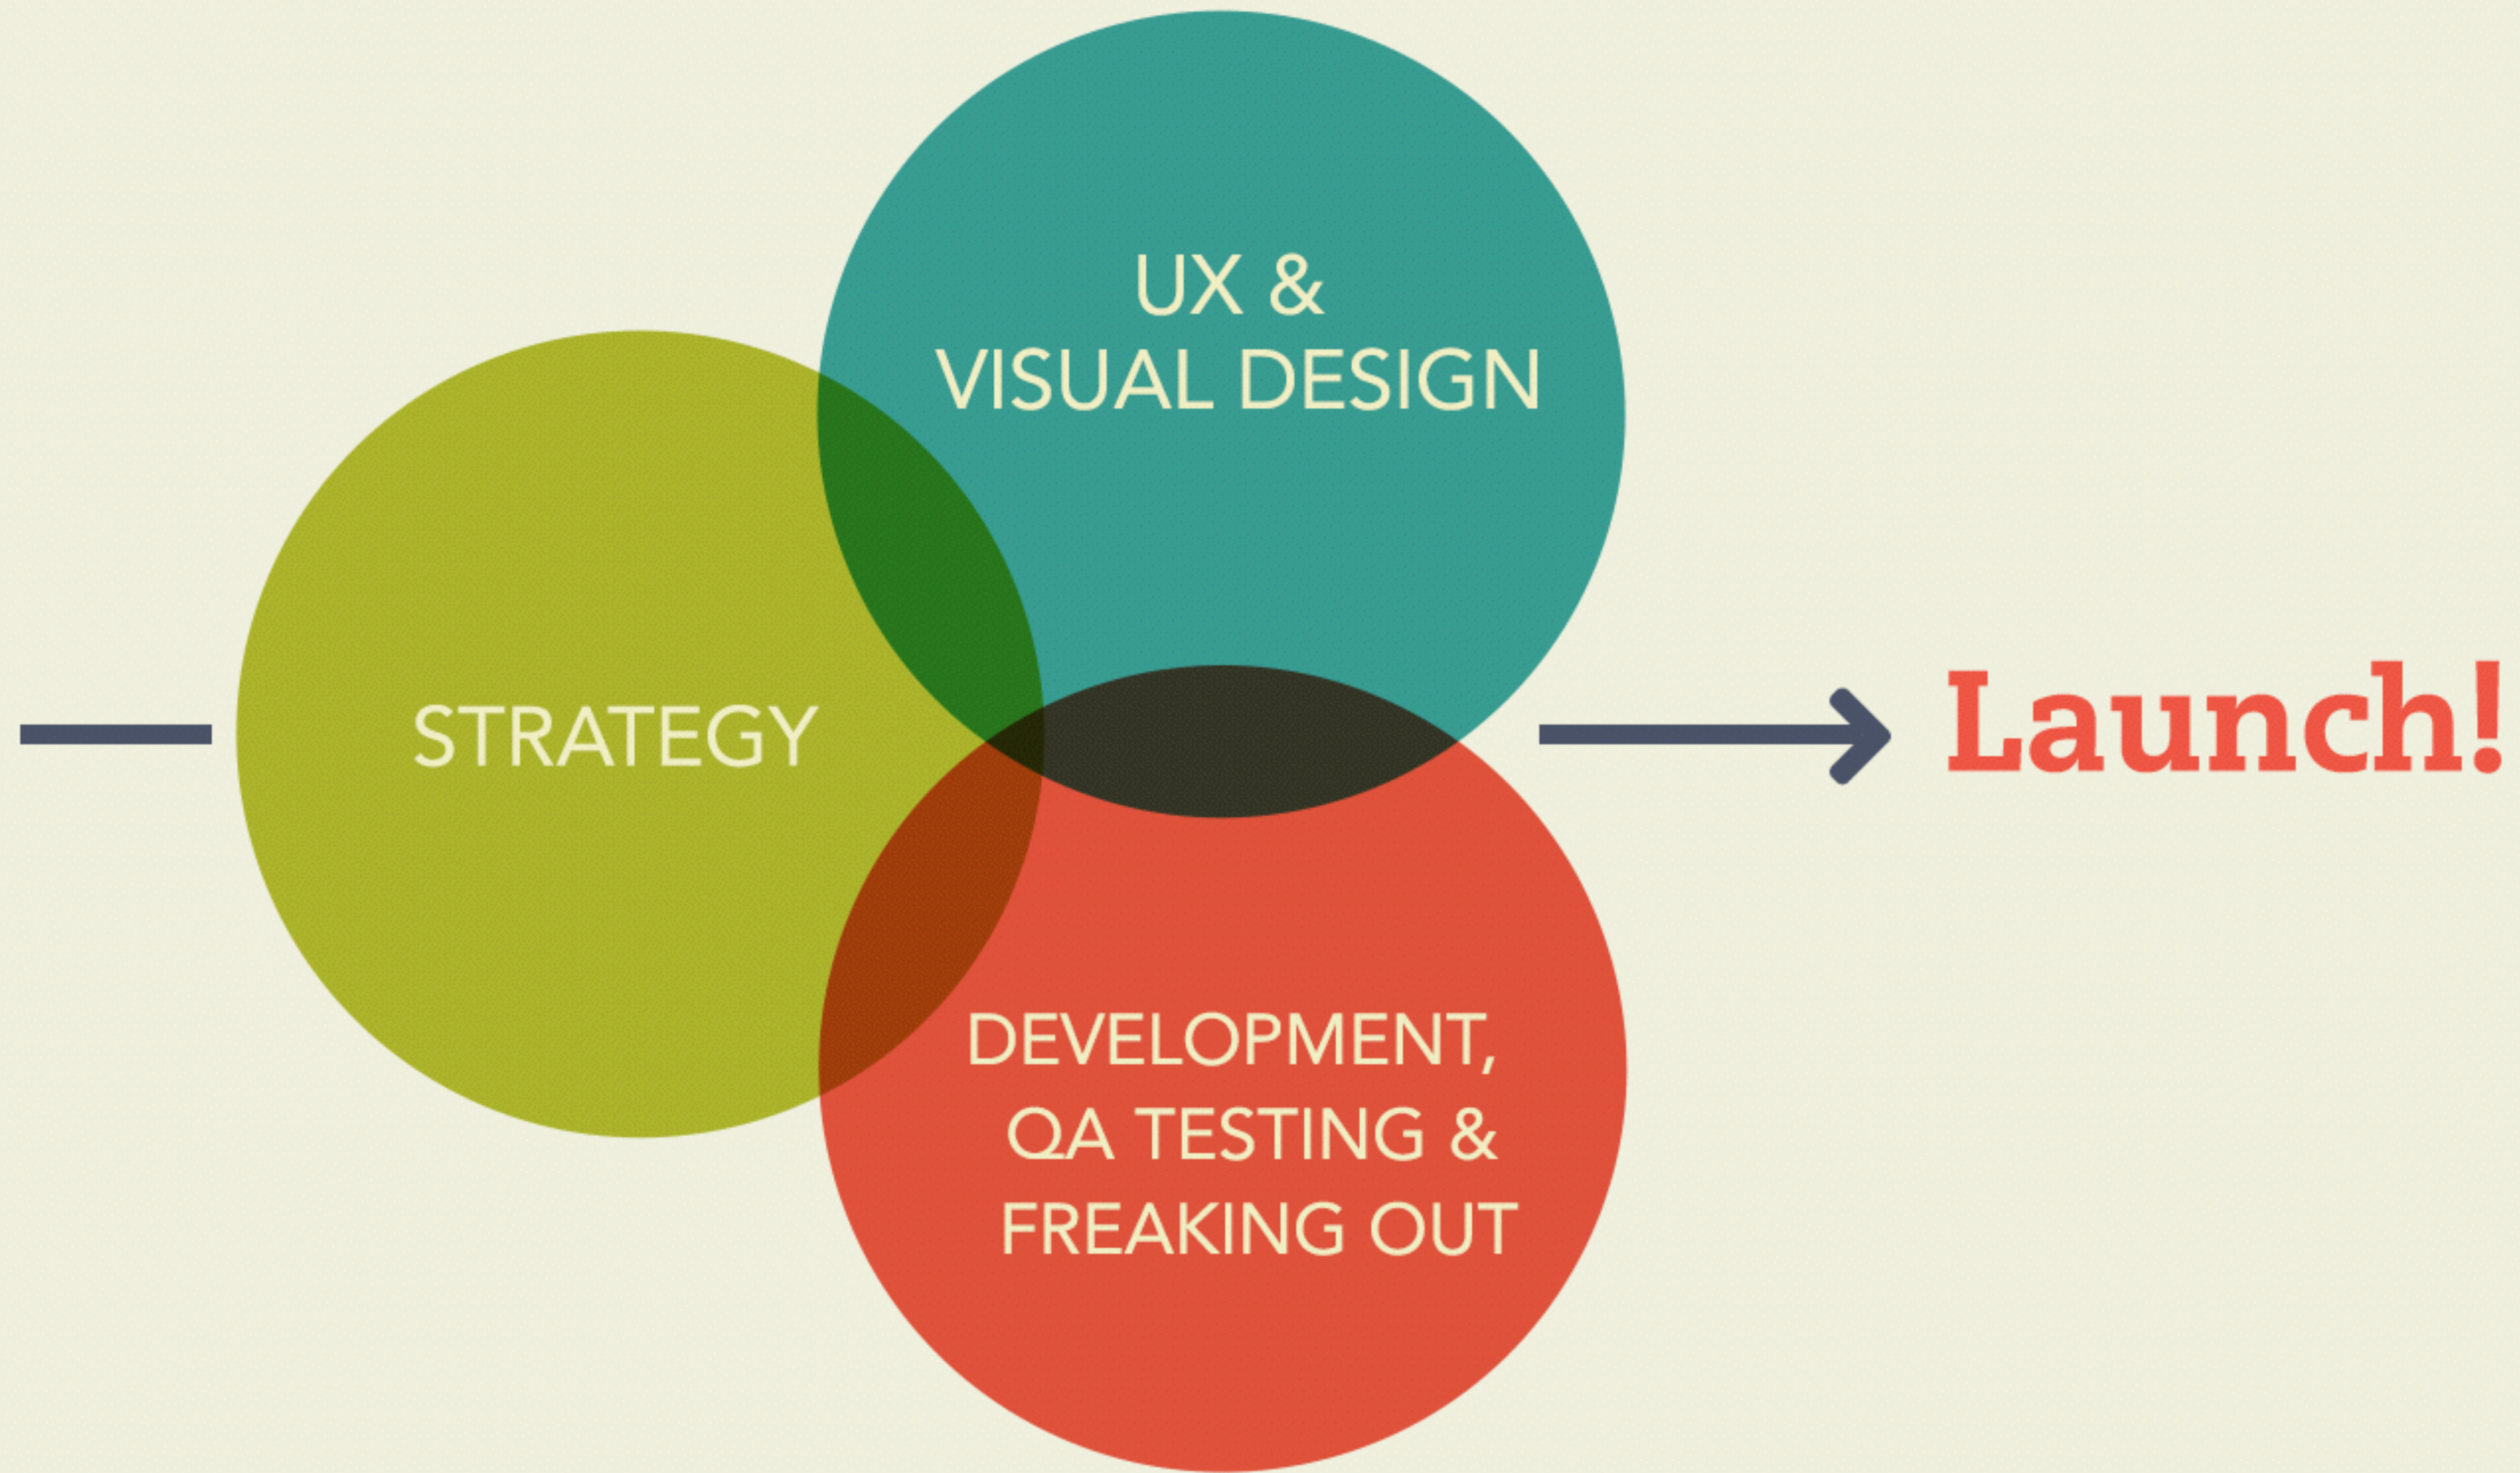 UX &
VISUAL DESIGN
STRATEGY
Launch!
DEVELOPMENT,
QA TESTING &
FREAKING OUT